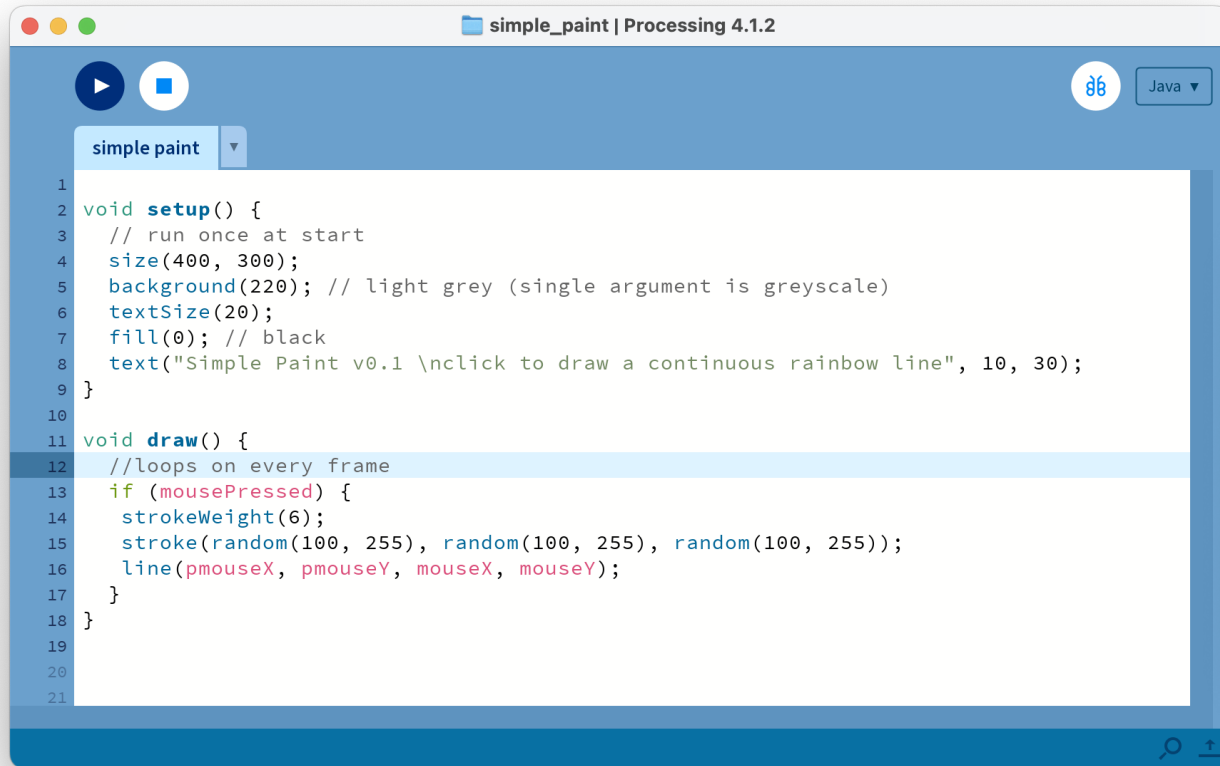 simple_paint | Processing 4.1.2
Java ▼
simple paint ▼
1
2 void setup() {
3   // run once at start
4   size(400, 300);
5   background(220); // light grey (single argument is greyscale)
6   textSize(20);
7   fill(0); // black
8   text("Simple Paint v0.1 \nclick to draw a continuous rainbow line", 10, 30);
9 }
10
11 void draw() {
12   //loops on every frame
13   if (mousePressed) {
14    strokeWeight(6);
15    stroke(random(100, 255), random(100, 255), random(100, 255));
16    line(pmouseX, pmouseY, mouseX, mouseY);
17   }
18 }
19
20
21